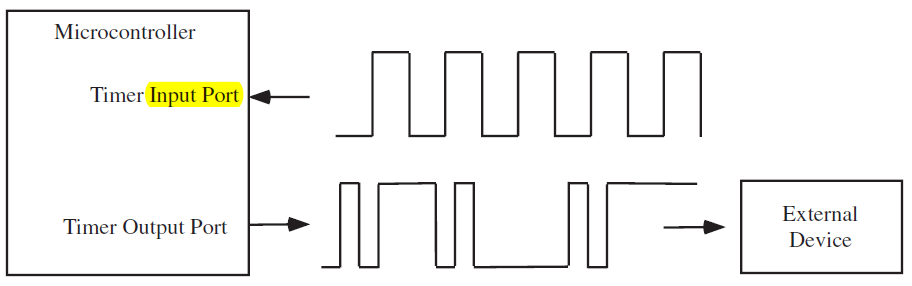 Microcontroller
Timer Input Port
Timer Output Port
External
Device